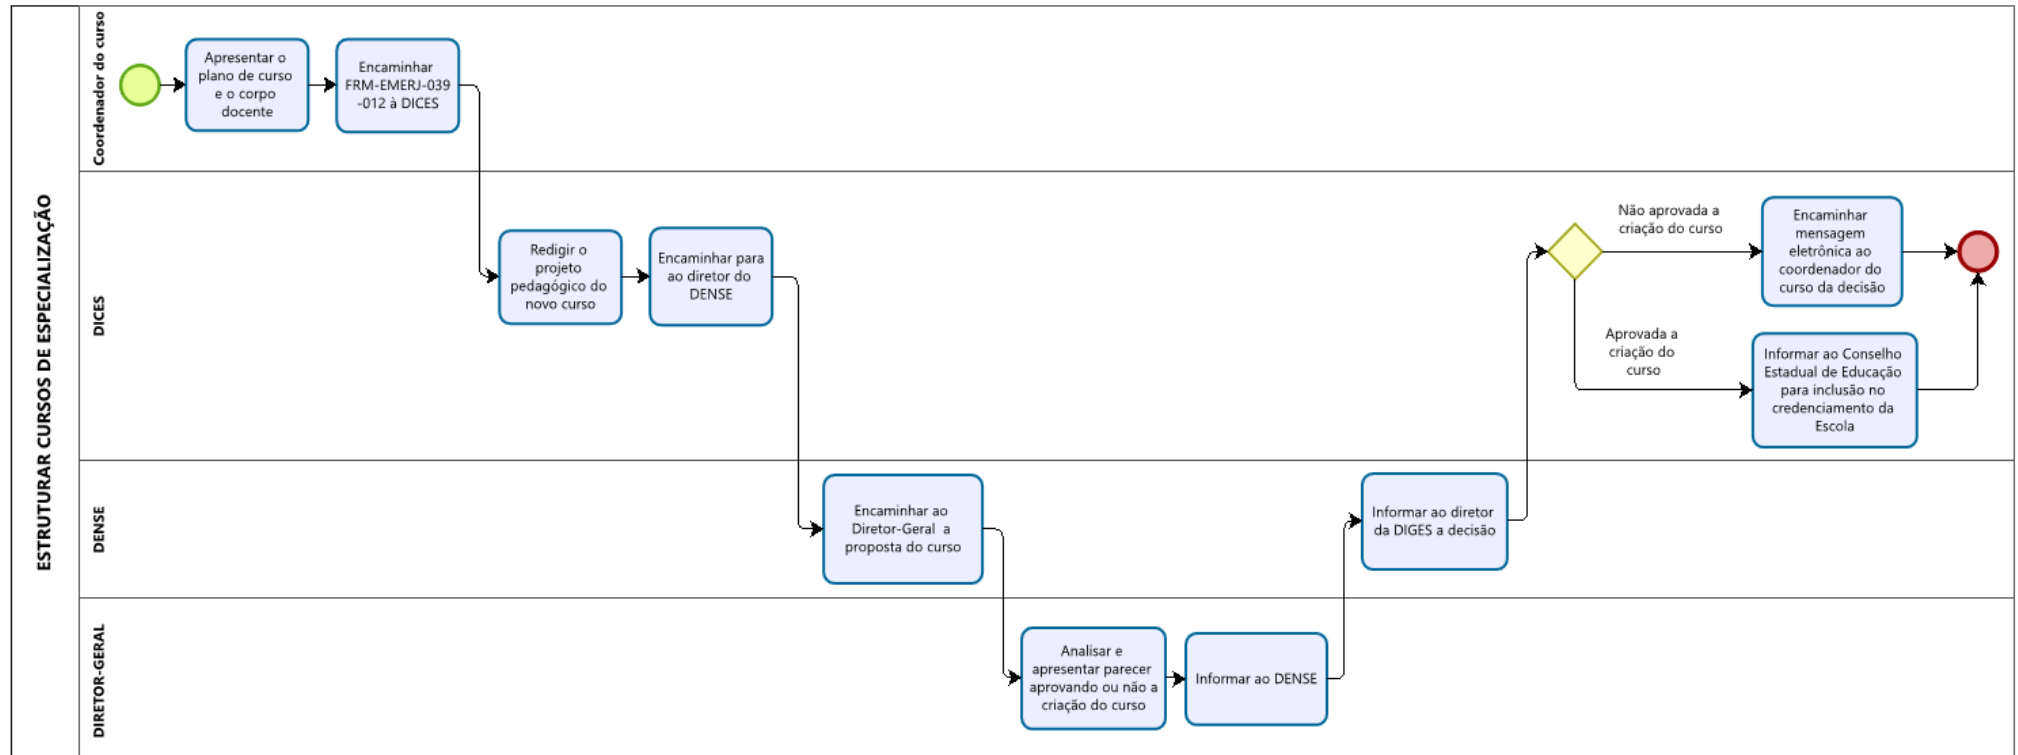 ESTRUTURAR CURSOS DE ESPECIALIZAÇÃO
Coordenador do curso
Apresentar o
plano de curso
e o corpo
docente
Encaminhar
FRM-EMERJ-039
-012 à DICES
DICES
Redigir o
projeto
pedagógico do
novo curso
Encaminhar para
ao diretor do
DENSE
Não aprovada a
criação do curso
Encaminhar
mensagem
eletrônica ao
coordenador do
curso da decisão
Aprovada a
criação do
curso
Informar ao Conselho
Estadual de Educação
para inclusão no
credenciamento da
Escola
DENSE
Encaminhar ao
Diretor-Geral a
proposta do curso
Informar ao diretor
da DIGES a decisão
DIRETOR-GERAL
Analisar e
apresentar parecer
aprovando ou não a
criação do curso
Informar ao DENSE